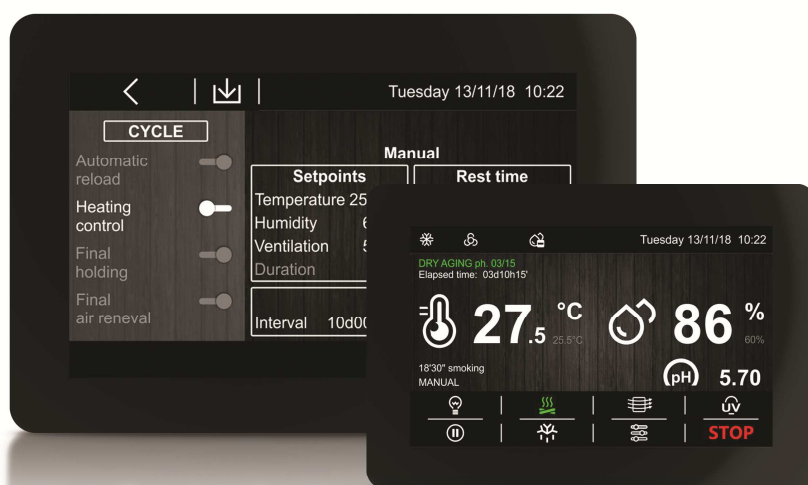 Tuesday 13/11/18 10:22
CYCLE
Automatic
reload
Heating
control
Final
holding
Final
air reneval
Manual
Setpoints
Temperature 25
Humidity
Ventilation
Duration
Interval 10d00
Rest time
Tuesday 13/11/18 10:22
DRY AGING ph. 03/15
Elapsed time: 03d10h15'
27.5 °C
25.5°C
86 %
60%
18'30" smoking
MANUAL
pH 5.70
UV
STOP